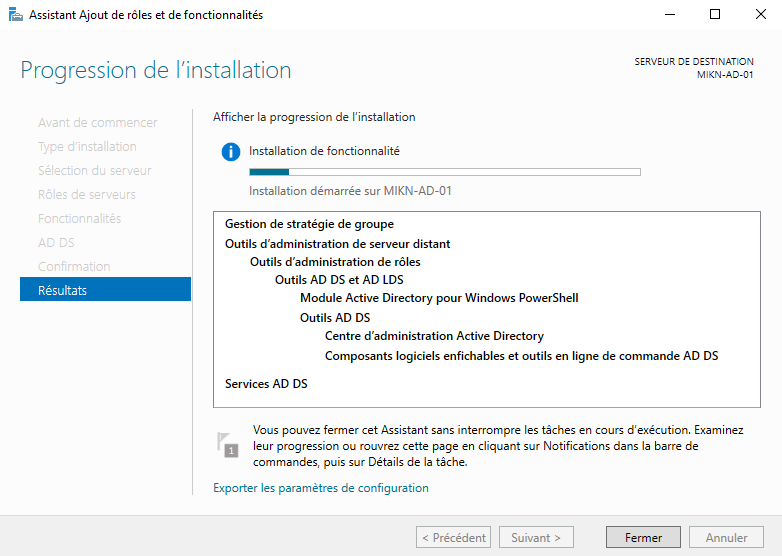 Assistant Ajout de rôles et de fonctionnalités
Progression de l'installation
SERVEUR DE DESTINATION
MIKN-AD-01
Avant de commencer
Type d'installation
Sélection du serveur
Rôles de serveurs
Fonctionnalités
AD DS
Confirmation
Résultats
Afficher la progression de l'installation
Installation de fonctionnalité
Installation démarrée sur MIKN-AD-01
Gestion de stratégie de groupe
Outils d'administration de serveur distant
Outils d'administration de rôles
Outils AD DS et AD LDS
Module Active Directory pour Windows PowerShell
Outils AD DS
Centre d'administration Active Directory
Composants logiciels enfichables et outils en ligne de commande AD DS
Services AD DS
1
Vous pouvez fermer cet Assistant sans interrompre les tâches en cours d'exécution. Examinez
leur progression ou rouvrez cette page en cliquant sur Notifications dans la barre de
commandes, puis sur Détails de la tâche.
Exporter les paramètres de configuration
< Précédent
Suivant >
Fermer
Annuler